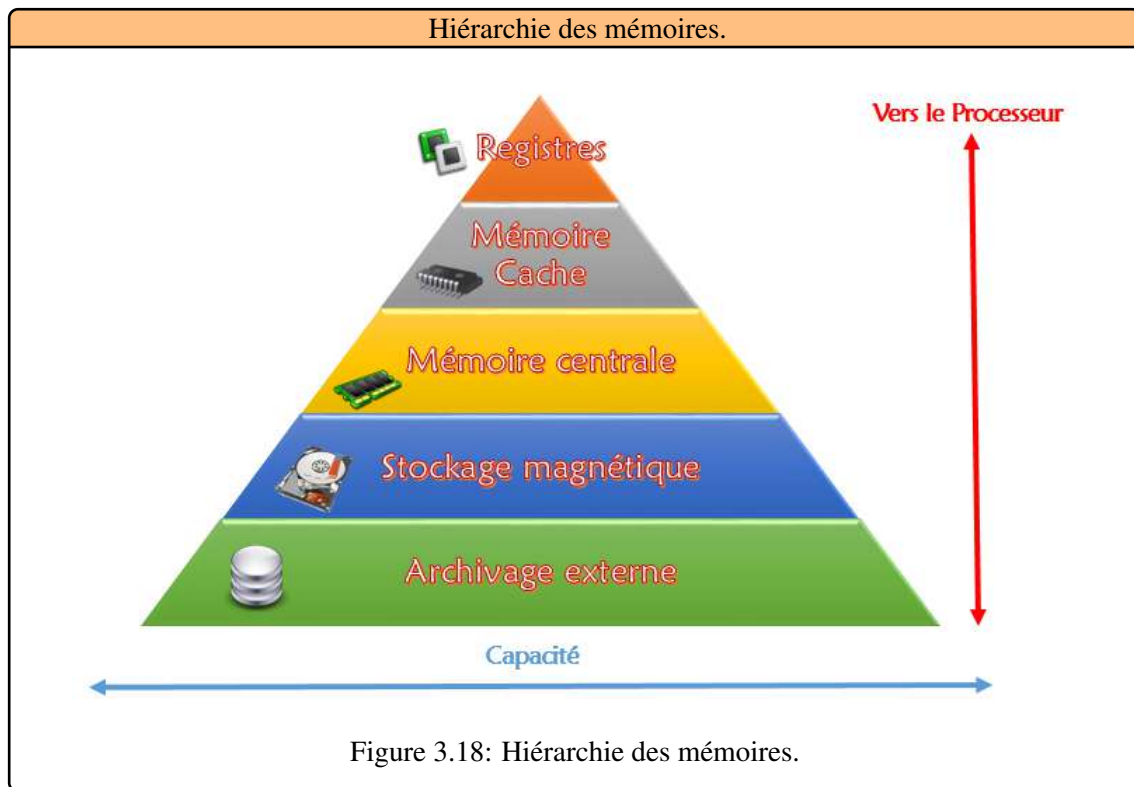 Hiérarchie des mémoires.
Vers le Processeur
Registres
Mémoire
Cache
Mémoire centrale
Stockage magnétique
Archivage externe
Capacité
Figure 3.18: Hiérarchie des mémoires.